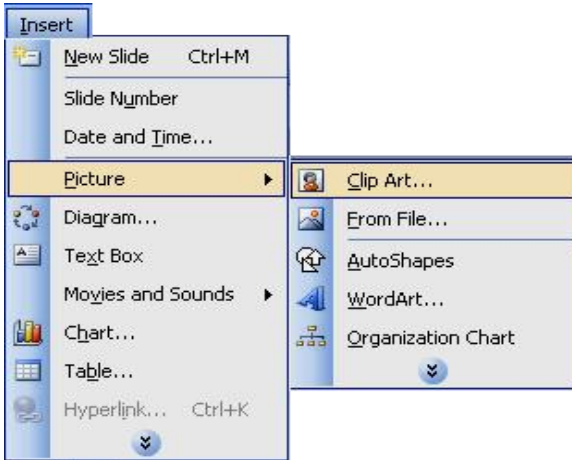 Insert
New Slide Ctrl+M
Slide Number
Date and Time...
Picture
Diagram...
Text Box
Movies and Sounds
Chart...
Table...
Hyperlink... Ctrl+K
Clip Art...
From File...
AutoShapes
WordArt...
Organization Chart